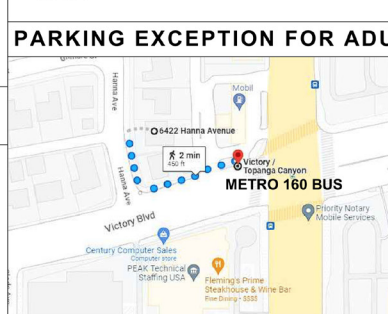 PARKING EXCEPTION FOR ADU
Hanna Ave
Mobil
6422 Hanna Avenue
2 min
450 ft
Victory /
Topanga Canyon
METRO 160 BUS
Hanna Ave
Victory Blvd
Priority Notary
Mobile Services
Century Computer Sales
Computer store
PEAK Technical
Staffing USA
Fleming's Prime
Steakhouse & Wine Bar
Fine Dining • $$$$